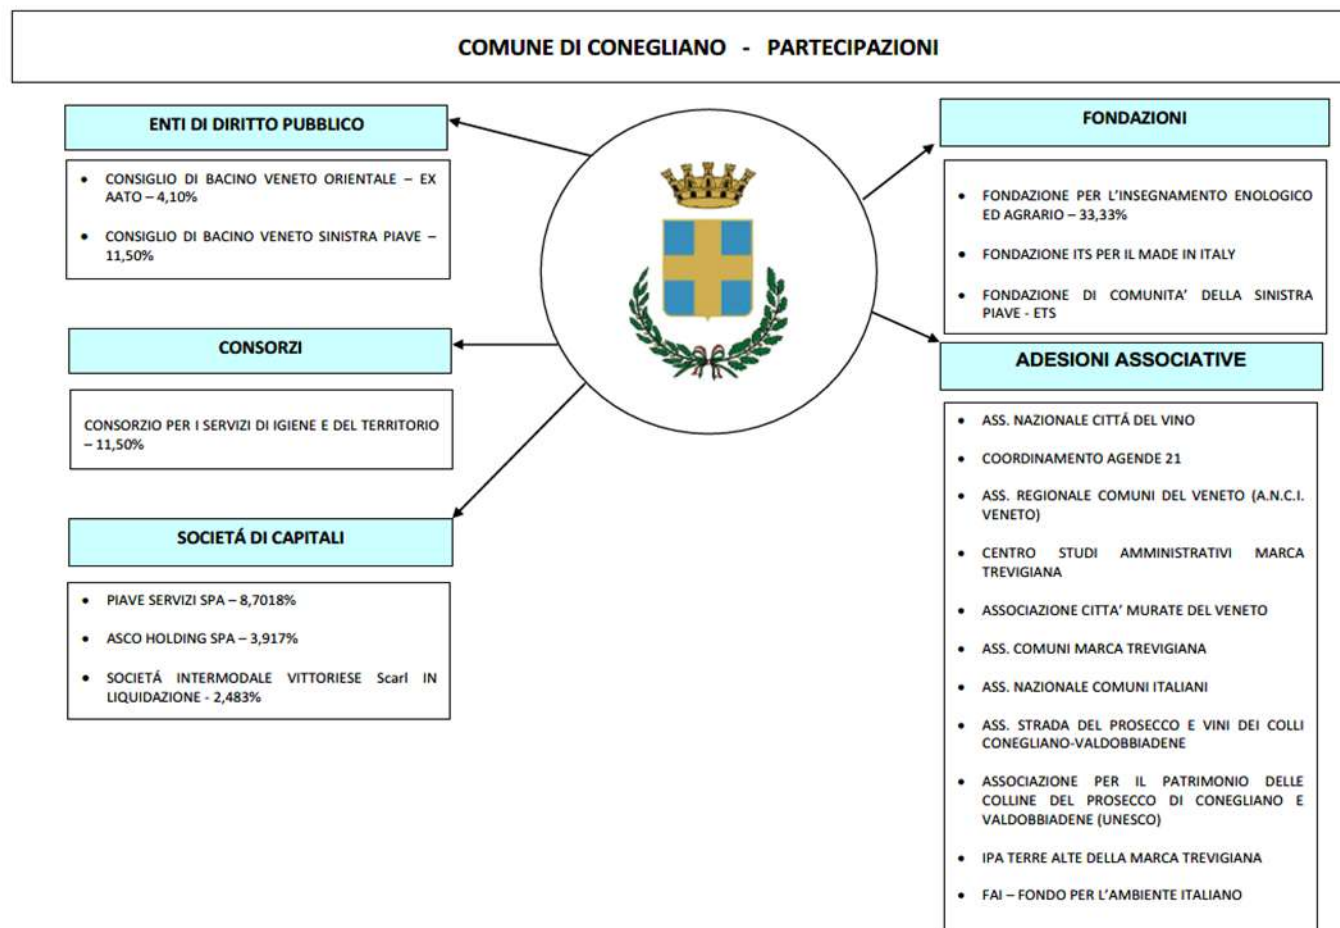 COMUNE DI CONEGLIANO - PARTECIPAZIONI
ENTI DI DIRITTO PUBBLICO
• CONSIGLIO DI BACINO VENETO ORIENTALE – EX
AATO – 4,10%
• CONSIGLIO DI BACINO VENETO SINISTRA PIAVE –
11,50%
CONSORZI
CONSORZIO PER I SERVIZI DI IGIENE E DEL TERRITORIO
– 11,50%
SOCIETÁ DI CAPITALI
• PIAVE SERVIZI SPA – 8,7018%
• ASCO HOLDING SPA – 3,917%
• SOCIETÁ INTERMODALE VITTORIESE Scarl IN
LIQUIDAZIONE - 2,483%
FONDAZIONI
• FONDAZIONE PER L’INSEGNAMENTO ENOLOGICO
ED AGRARIO – 33,33%
• FONDAZIONE ITS PER IL MADE IN ITALY
• FONDAZIONE DI COMUNITA’ DELLA SINISTRA
PIAVE - ETS
ADESIONI ASSOCIATIVE
• ASS. NAZIONALE CITTÁ DEL VINO
• COORDINAMENTO AGENDE 21
• ASS. REGIONALE COMUNI DEL VENETO (A.N.C.I.
VENETO)
• CENTRO STUDI AMMINISTRATIVI MARCA
TREVIGIANA
• ASSOCIAZIONE CITTA’ MURATE DEL VENETO
• ASS. COMUNI MARCA TREVIGIANA
• ASS. NAZIONALE COMUNI ITALIANI
• ASS. STRADA DEL PROSECCO E VINI DEI COLLI
CONEGLIANO-VALDOBBIADENE
• ASSOCIAZIONE PER IL PATRIMONIO DELLE
COLLINE DEL PROSECCO DI CONEGLIANO E
VALDOBBIADENE (UNESCO)
• IPA TERRE ALTE DELLA MARCA TREVIGIANA
• FAI – FONDO PER L’AMBIENTE ITALIANO